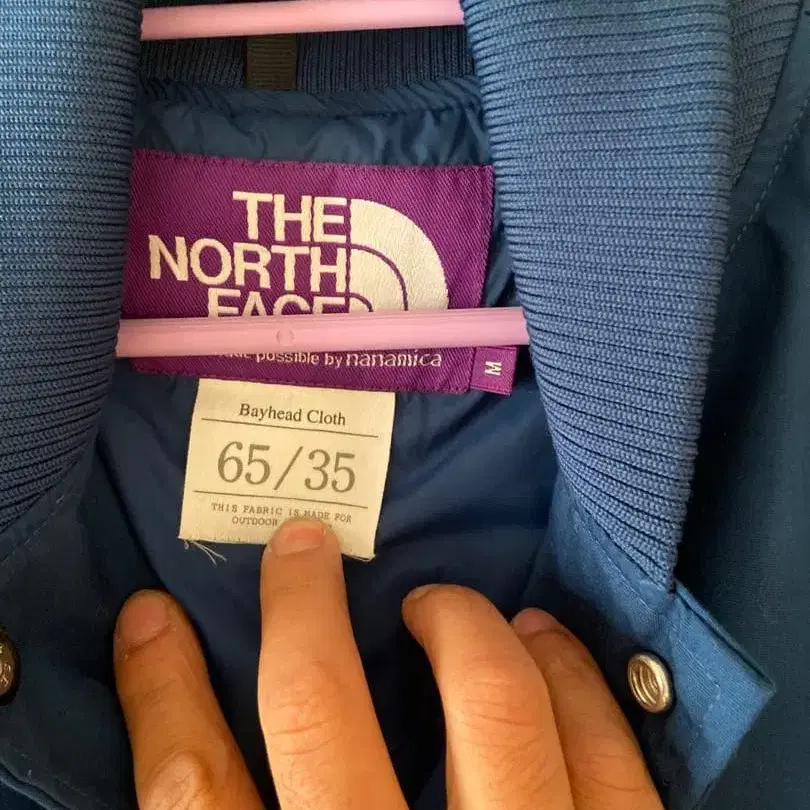 THE
NORTH
FACE
possible by nanamica
M
Bayhead Cloth
65/35
THIS FABRIC IS MADE FOR
OUTDOOR